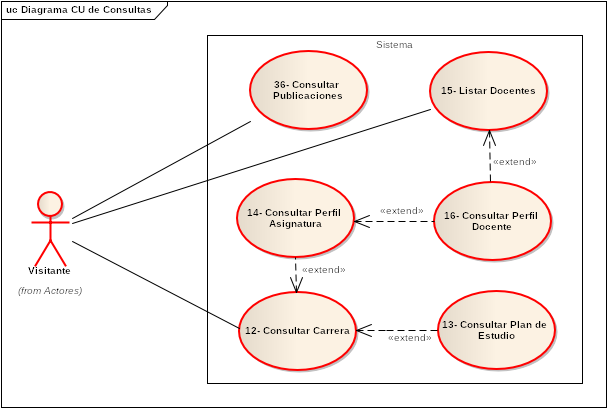 uc Diagrama CU de Consultas
Sistema
36- Consultar
Publicaciones
15- Listar Docentes
«extend»
14- Consultar Perfil
Asignatura
«extend»
16- Consultar Perfil
Docente
Visitante
(from Actores)
«extend»
12- Consultar Carrera
«extend»
13- Consultar Plan de
Estudio